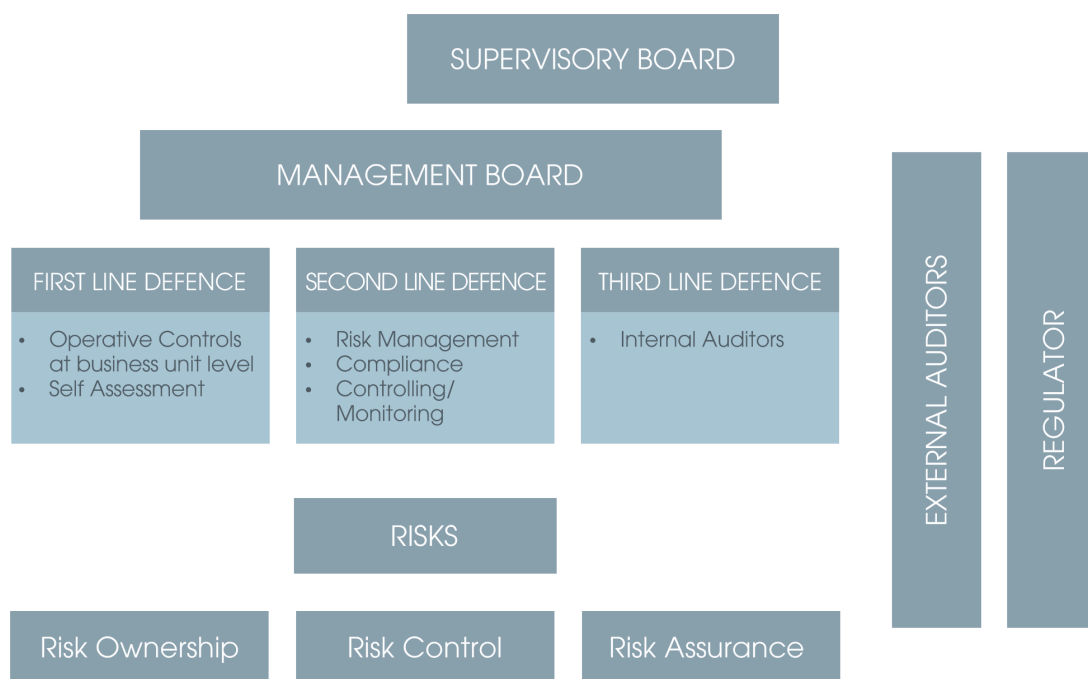 SUPERVISORY BOARD
MANAGEMENT BOARD
FIRST LINE DEFENCE
• Operative Controls
at business unit level
• Self Assessment
SECOND LINE DEFENCE
• Risk Management
• Compliance
• Controlling/
Monitoring
THIRD LINE DEFENCE
• Internal Auditors
RISKS
Risk Ownership
Risk Control
Risk Assurance
EXTERNAL AUDITORS
REGULATOR